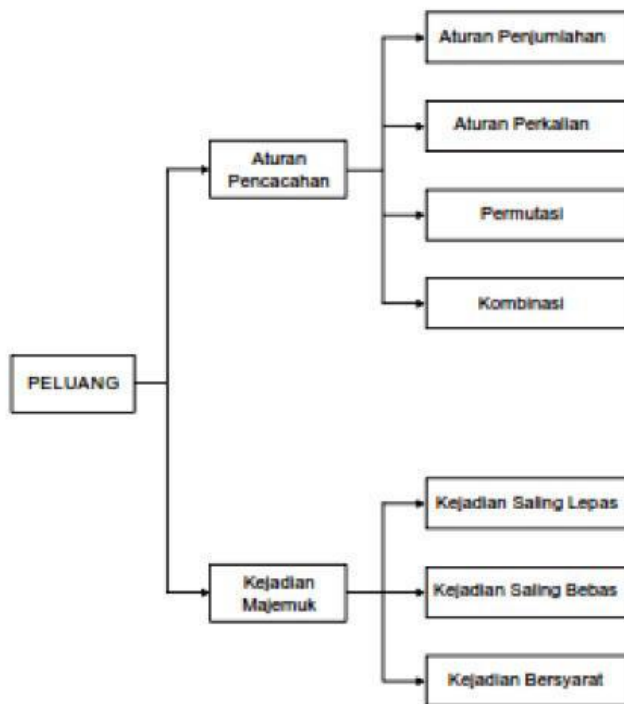 Aturan Penjumlahan
Aturan Perkalian
Aturan
Pencacahan
Permutasi
Kombinasi
PELUANG
Kejadian Saling Lepas
Kejadian
Majemuk
Kejadian Saling Bebas
Kejadian Bersyarat